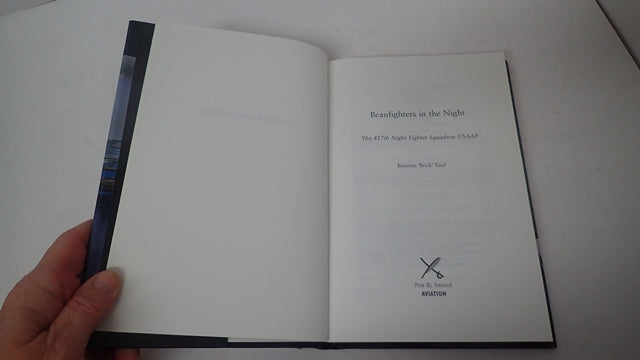 Beaufighters in the Night
The 417th Night Fighter Squadron USAAF
Braxton 'Brick' Eisel
Pen & Sword
AVIATION